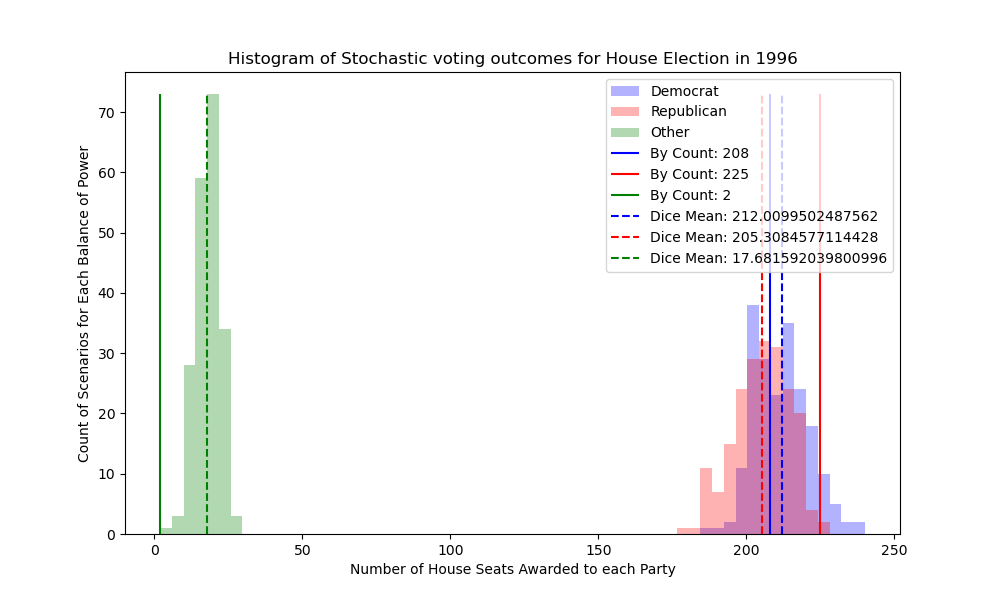 Histogram of Stochastic voting outcomes for House Election in 1996
Democrat
Republican
Other
By Count: 208
By Count: 225
By Count: 2
Dice Mean: 212.0099502487562
Dice Mean: 205.3084577114428
Dice Mean: 17.681592039800996
Count of Scenarios for Each Balance of Power
70
60
50
40
30
20
10
0
0 50 100 150 200 250
Number of House Seats Awarded to each Party